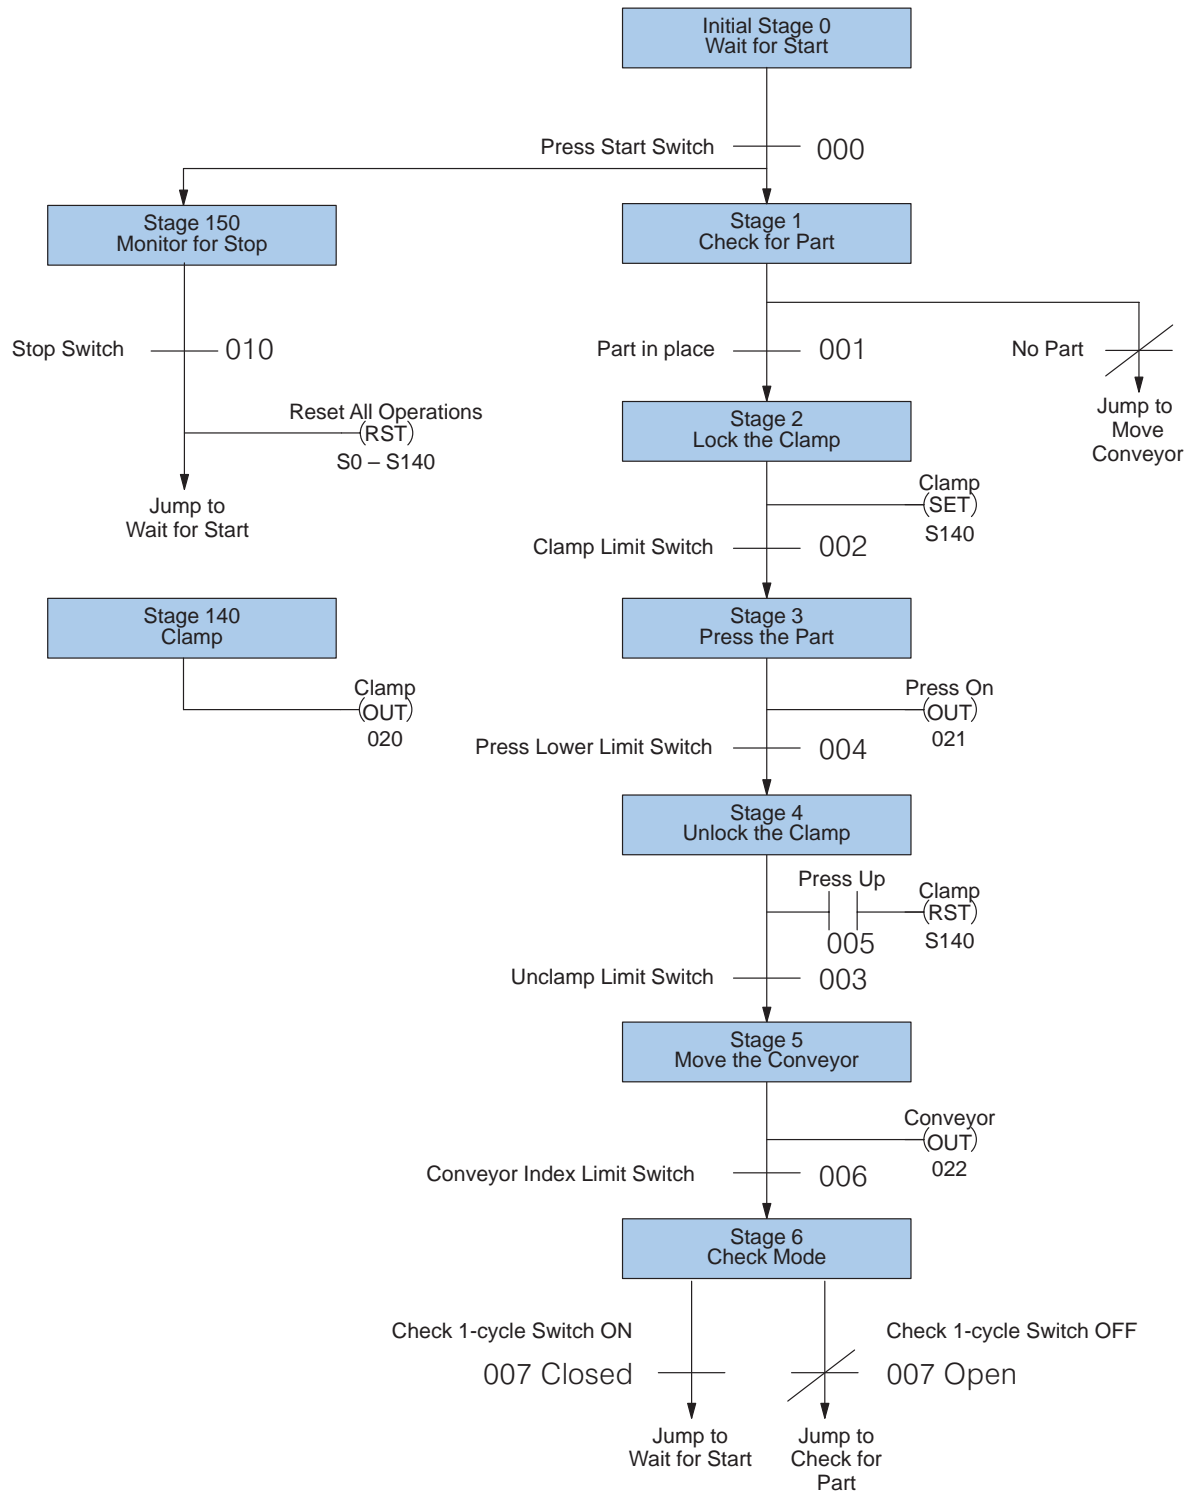 Initial Stage 0
Wait for Start
Press Start Switch
000
Stage 150
Monitor for Stop
Stage 1
Check for Part
Stop Switch
010
Part in place
001
No Part
Reset All Operations
(RST)
S0 – S140
Jump to
Wait for Start
Jump to
Move
Conveyor
Stage 2
Lock the Clamp
Clamp
(SET)
S140
Clamp Limit Switch
002
Stage 140
Clamp
Clamp
(OUT)
020
Stage 3
Press the Part
Press On
(OUT)
021
Press Lower Limit Switch
004
Stage 4
Unlock the Clamp
Press Up
005
Clamp
(RST)
S140
Unclamp Limit Switch
003
Stage 5
Move the Conveyor
Conveyor
(OUT)
022
Conveyor Index Limit Switch
006
Stage 6
Check Mode
Check 1-cycle Switch ON
007 Closed
Check 1-cycle Switch OFF
007 Open
Jump to
Wait for Start
Jump to
Check for
Part